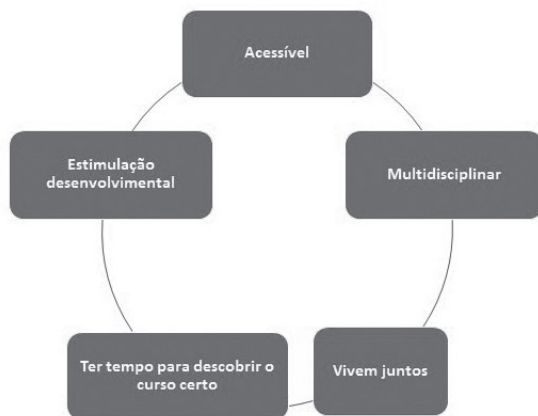 Acessível
Estimulação
desenvolvimental
Multidisciplinar
Ter tempo para descobrir o
curso certo
Vivem juntos